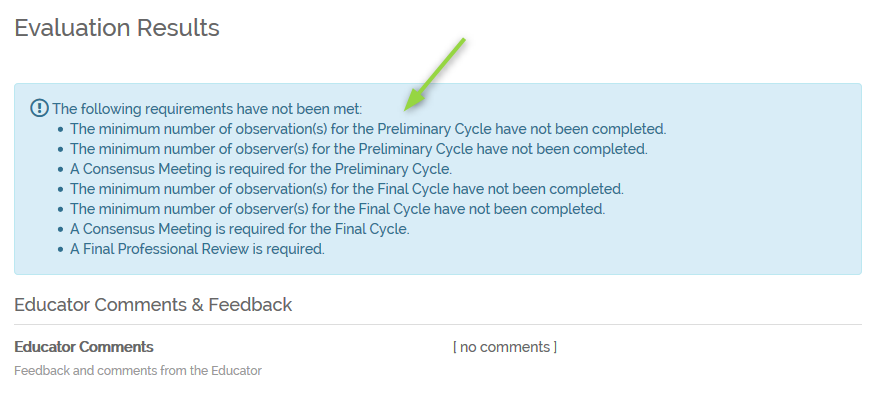 Evaluation Results
The following requirements have not been met:
• The minimum number of observation(s) for the Preliminary Cycle have not been completed.
• The minimum number of observer(s) for the Preliminary Cycle have not been completed.
• A Consensus Meeting is required for the Preliminary Cycle.
• The minimum number of observation(s) for the Final Cycle have not been completed.
• The minimum number of observer(s) for the Final Cycle have not been completed.
• A Consensus Meeting is required for the Final Cycle.
• A Final Professional Review is required.
Educator Comments & Feedback
Educator Comments [ no comments ]
Feedback and comments from the Educator